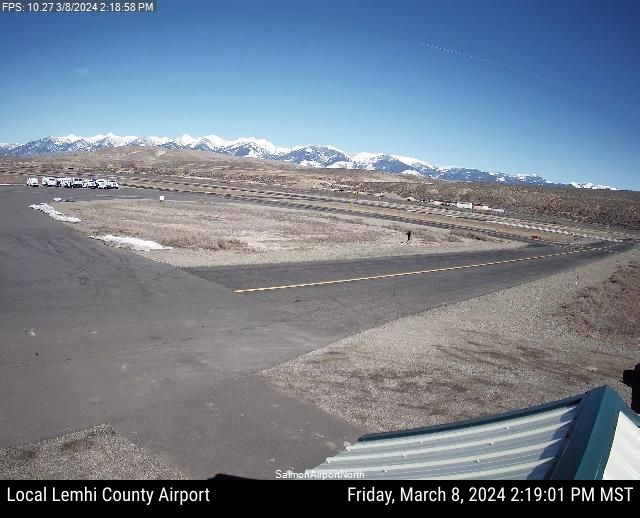 FPS: 10.27 3/8/2024 2:18:58 PM
SalmonAirportNorth
Local Lemhi County Airport Friday, March 8, 2024 2:19:01 PM MST